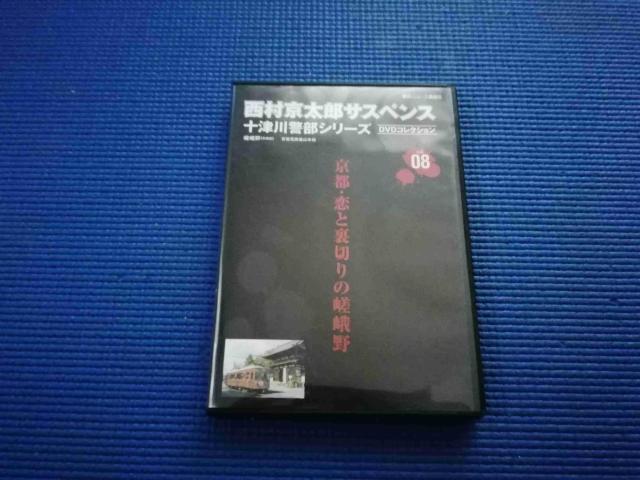 西村京太郎サスペンス
十津川警部シリーズ DVDコレクション
08
京都・恋と裏切りの嵯峨野